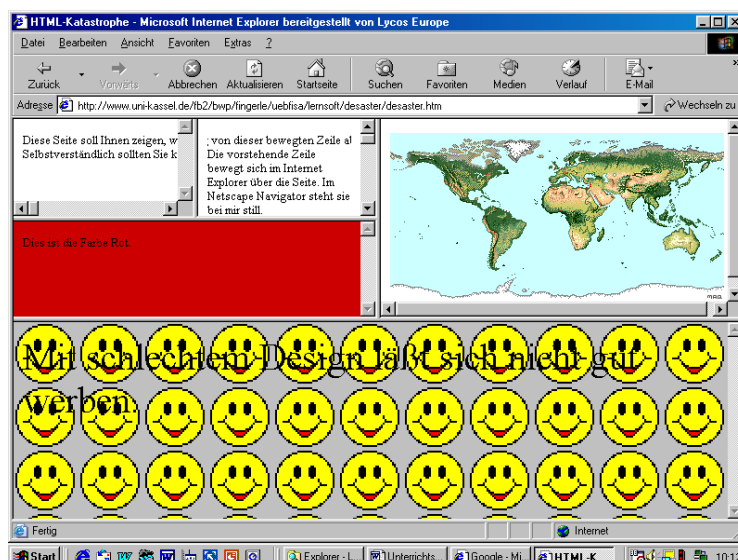 HTML-Katastrophe - Microsoft Internet Explorer bereitgestellt von Lycos Europe
Datei Bearbeiten Ansicht Favoriten Extras ?
Zurück Vorwärts Abbrechen Aktualisieren Startseite Suchen Favoriten Medien Verlauf E-Mail
Adresse http://www.uni-kassel.de/fb2/bwp/fingerle/uebfisa/lernsoft/desaster/desaster.htm Wechseln zu
Diese Seite soll Ihnen zeigen, w
Selbstverständlich sollten Sie k
; von dieser bewegten Zeile al
Die vorstehende Zeile
bewegt sich im Internet
Explorer über die Seite. Im
Netscape Navigator steht sie
bei mir still.
Dies ist die Farbe Rot.
Mit schlechtem Design läßt sich nicht gut
werben.
Fertig Internet
Start Explorer - L... Unterrichts... Google - Mi... HTML-K...